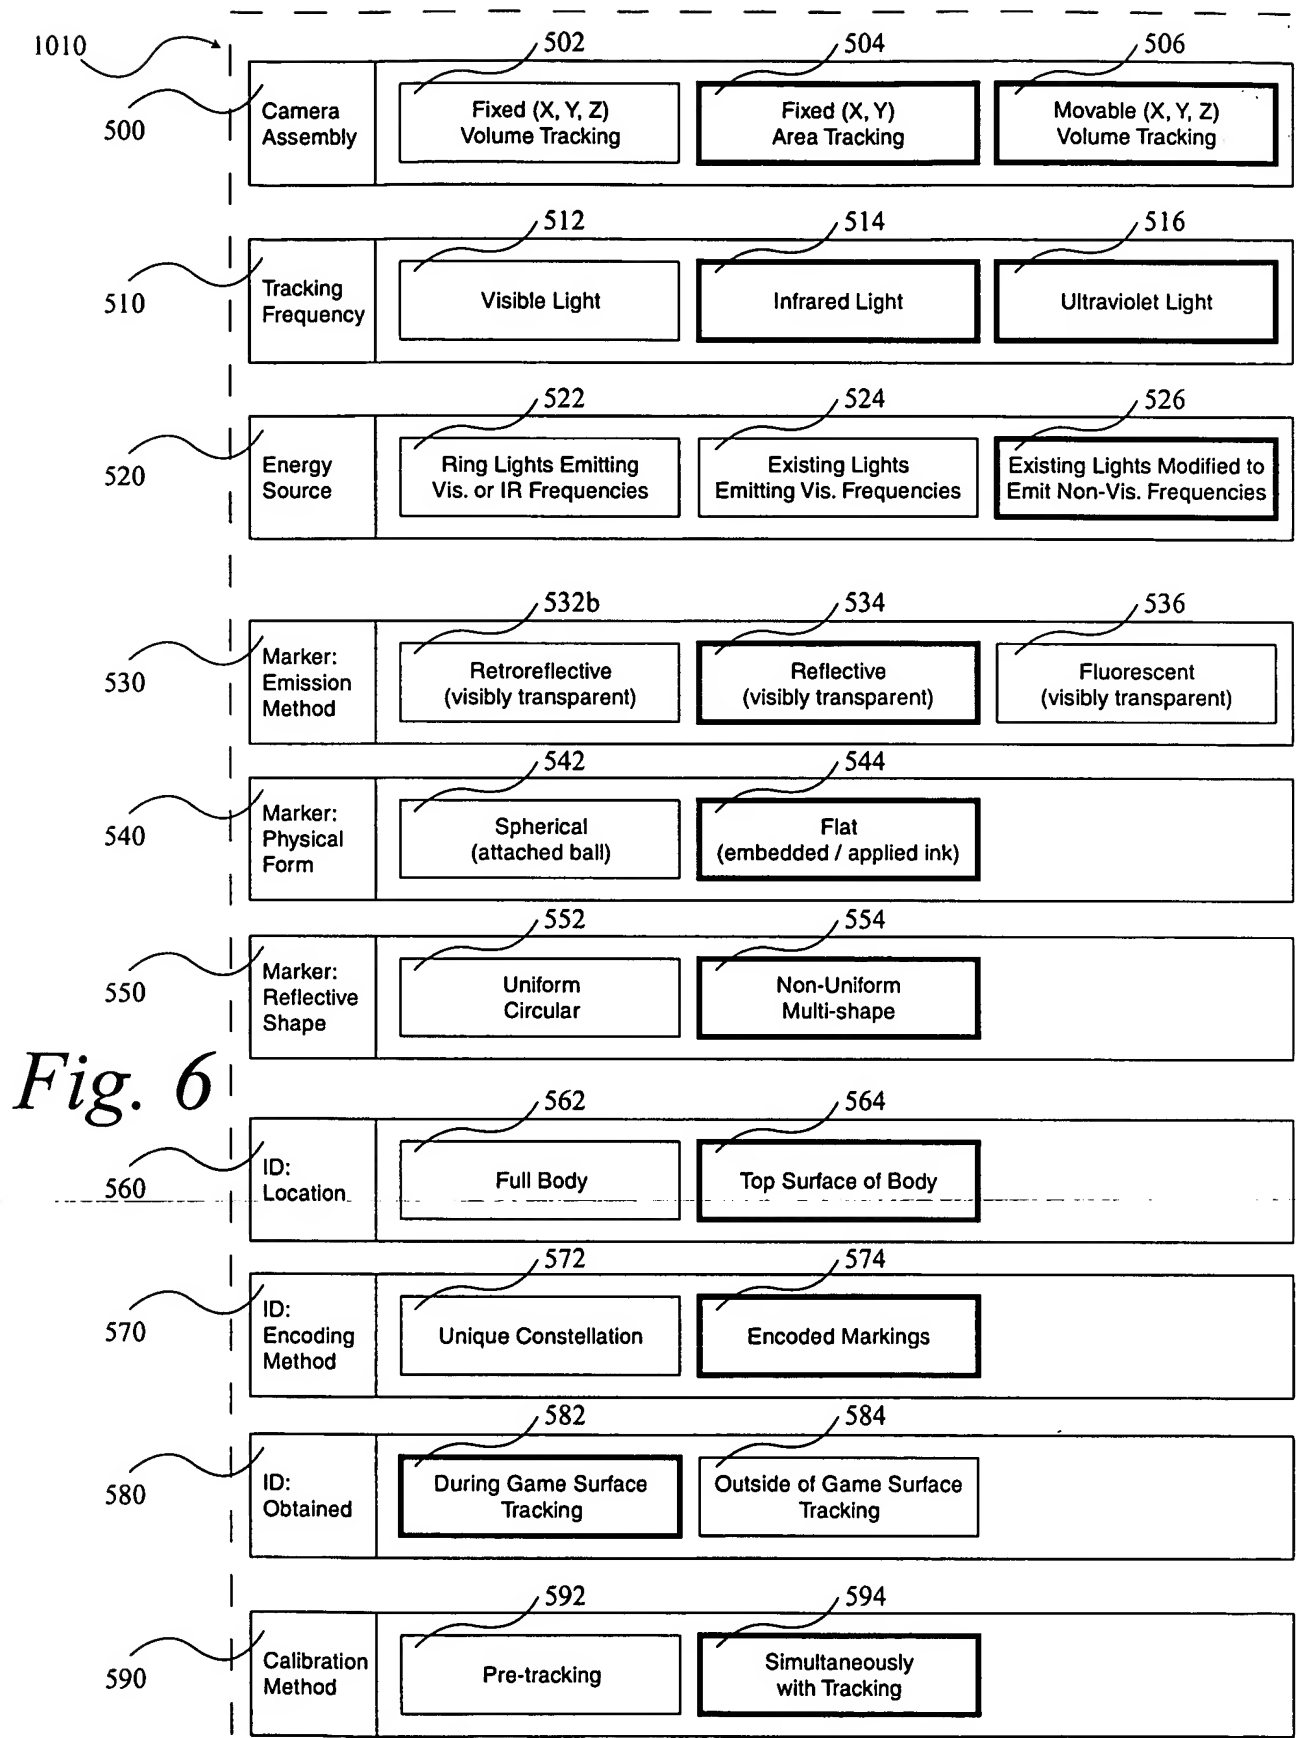 1010
502
504
506
500
Camera
Assembly
Fixed (X, Y, Z)
Volume Tracking
Fixed (X, Y)
Area Tracking
Movable (X, Y, Z)
Volume Tracking
512
514
516
510
Tracking
Frequency
Visible Light
Infrared Light
Ultraviolet Light
522
524
526
520
Energy
Source
Ring Lights Emitting
Vis. or IR Frequencies
Existing Lights
Emitting Vis. Frequencies
Existing Lights Modified to
Emit Non-Vis. Frequencies
532b
534
536
530
Marker:
Emission
Method
Retroreflective
(visibly transparent)
Reflective
(visibly transparent)
Fluorescent
(visibly transparent)
542
544
540
Marker:
Physical
Form
Spherical
(attached ball)
Flat
(embedded / applied ink)
552
554
550
Marker:
Reflective
Shape
Uniform
Circular
Non-Uniform
Multi-shape
Fig. 6
562
564
560
ID:
Location
Full Body
Top Surface of Body
572
574
570
ID:
Encoding
Method
Unique Constellation
Encoded Markings
582
584
580
ID:
Obtained
During Game Surface
Tracking
Outside of Game Surface
Tracking
592
594
590
Calibration
Method
Pre-tracking
Simultaneously
with Tracking